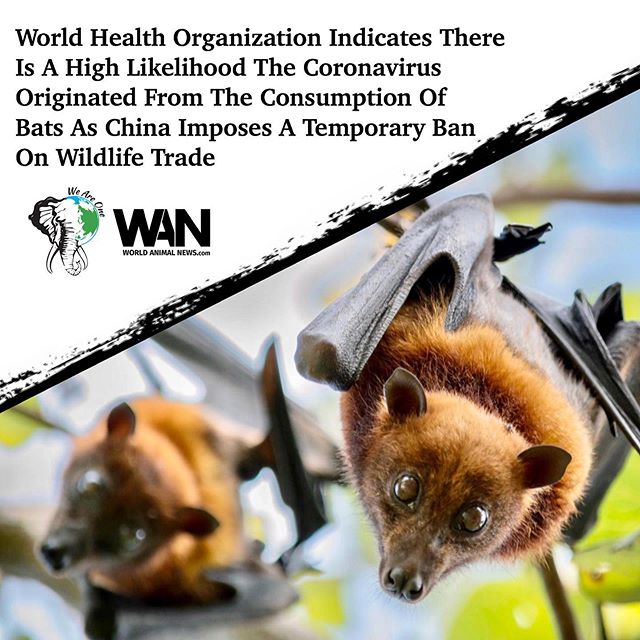 World Health Organization Indicates There
Is A High Likelihood The Coronavirus
Originated From The Consumption Of
Bats As China Imposes A Temporary Ban
On Wildlife Trade
We Are One
WAN
WORLD ANIMAL NEWS.com